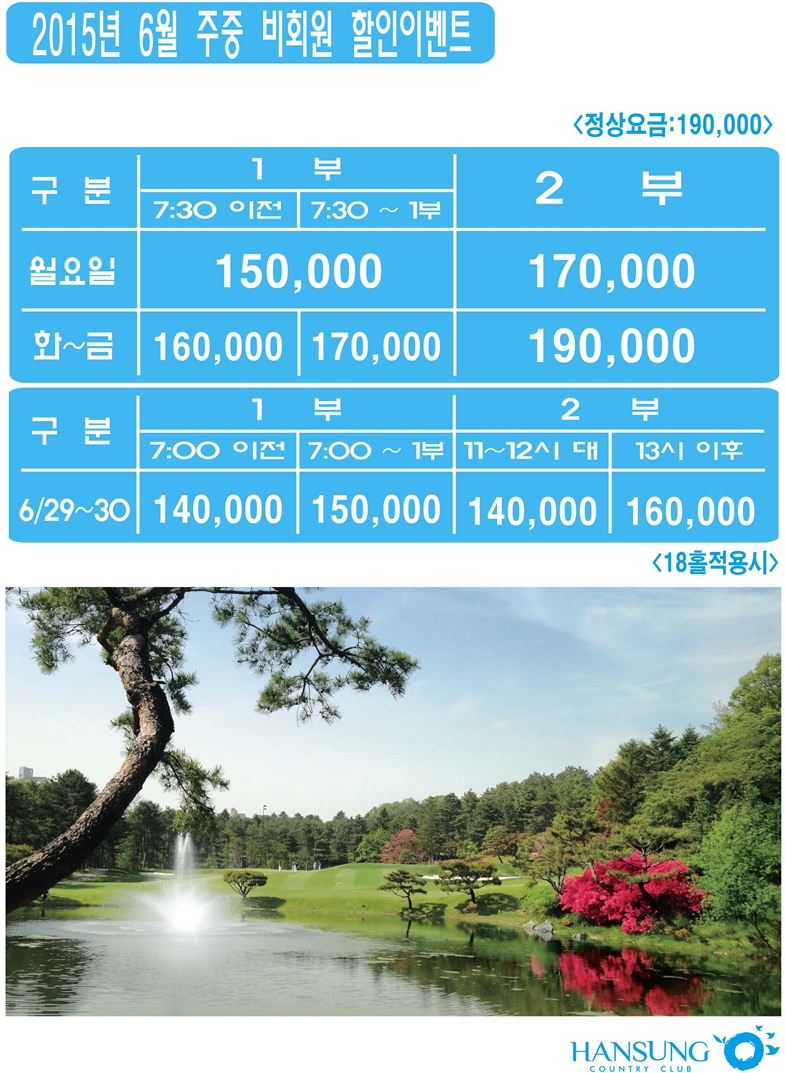 2015년 6월 주중 비회원 할인이벤트
<정상요금:190,000>
구 분
1 부
2 부
7:30 이전
7:30 ~ 1부
월요일
150,000
170,000
화~금
160,000
170,000
190,000
구 분
1 부
2 부
7:00 이전
7:00 ~ 1부
11~12시 대
13시 이후
6/29~30
140,000
150,000
140,000
160,000
<18홀적용시>
HANSUNG
COUNTRY CLUB